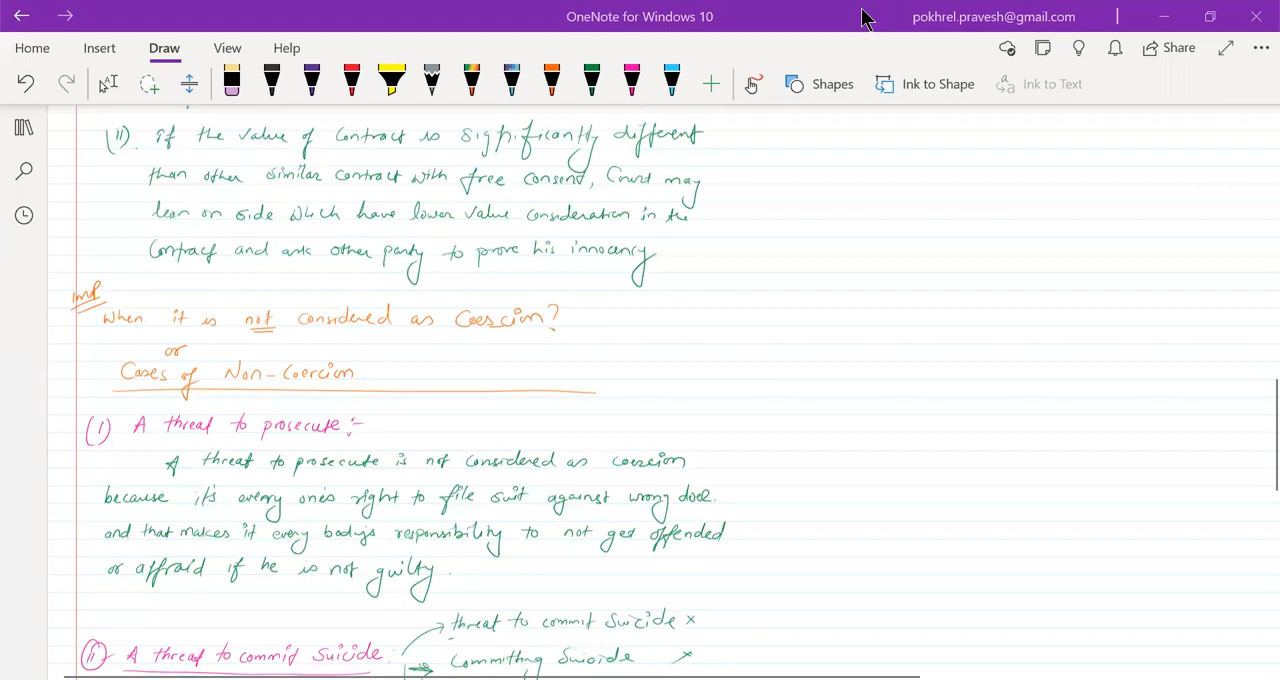 OneNote for Windows 10
pokhrel.pravesh@gmail.com
Home Insert Draw View Help
Share
Shapes Ink to Shape Ink to Text
(ii). if the value of contract is significantly different
than other similar contract with free consend, Court may
lean on side which have lower value consideration in the
contract and ask other party to prove his innocency
Imp
When it is not considered as Coescion?
or
Cases of Non-Coercion
(i) A threat to prosecute :-
A threat to prosecute is not considered as coercion
because it's every one's right to file suit against wrong doer.
and that makes it every body's responsibility to not get offended
or affraid if he is not guilty.
(ii) A threat to commit suicide.
threat to commit suicide ×
Committing Suicide ×